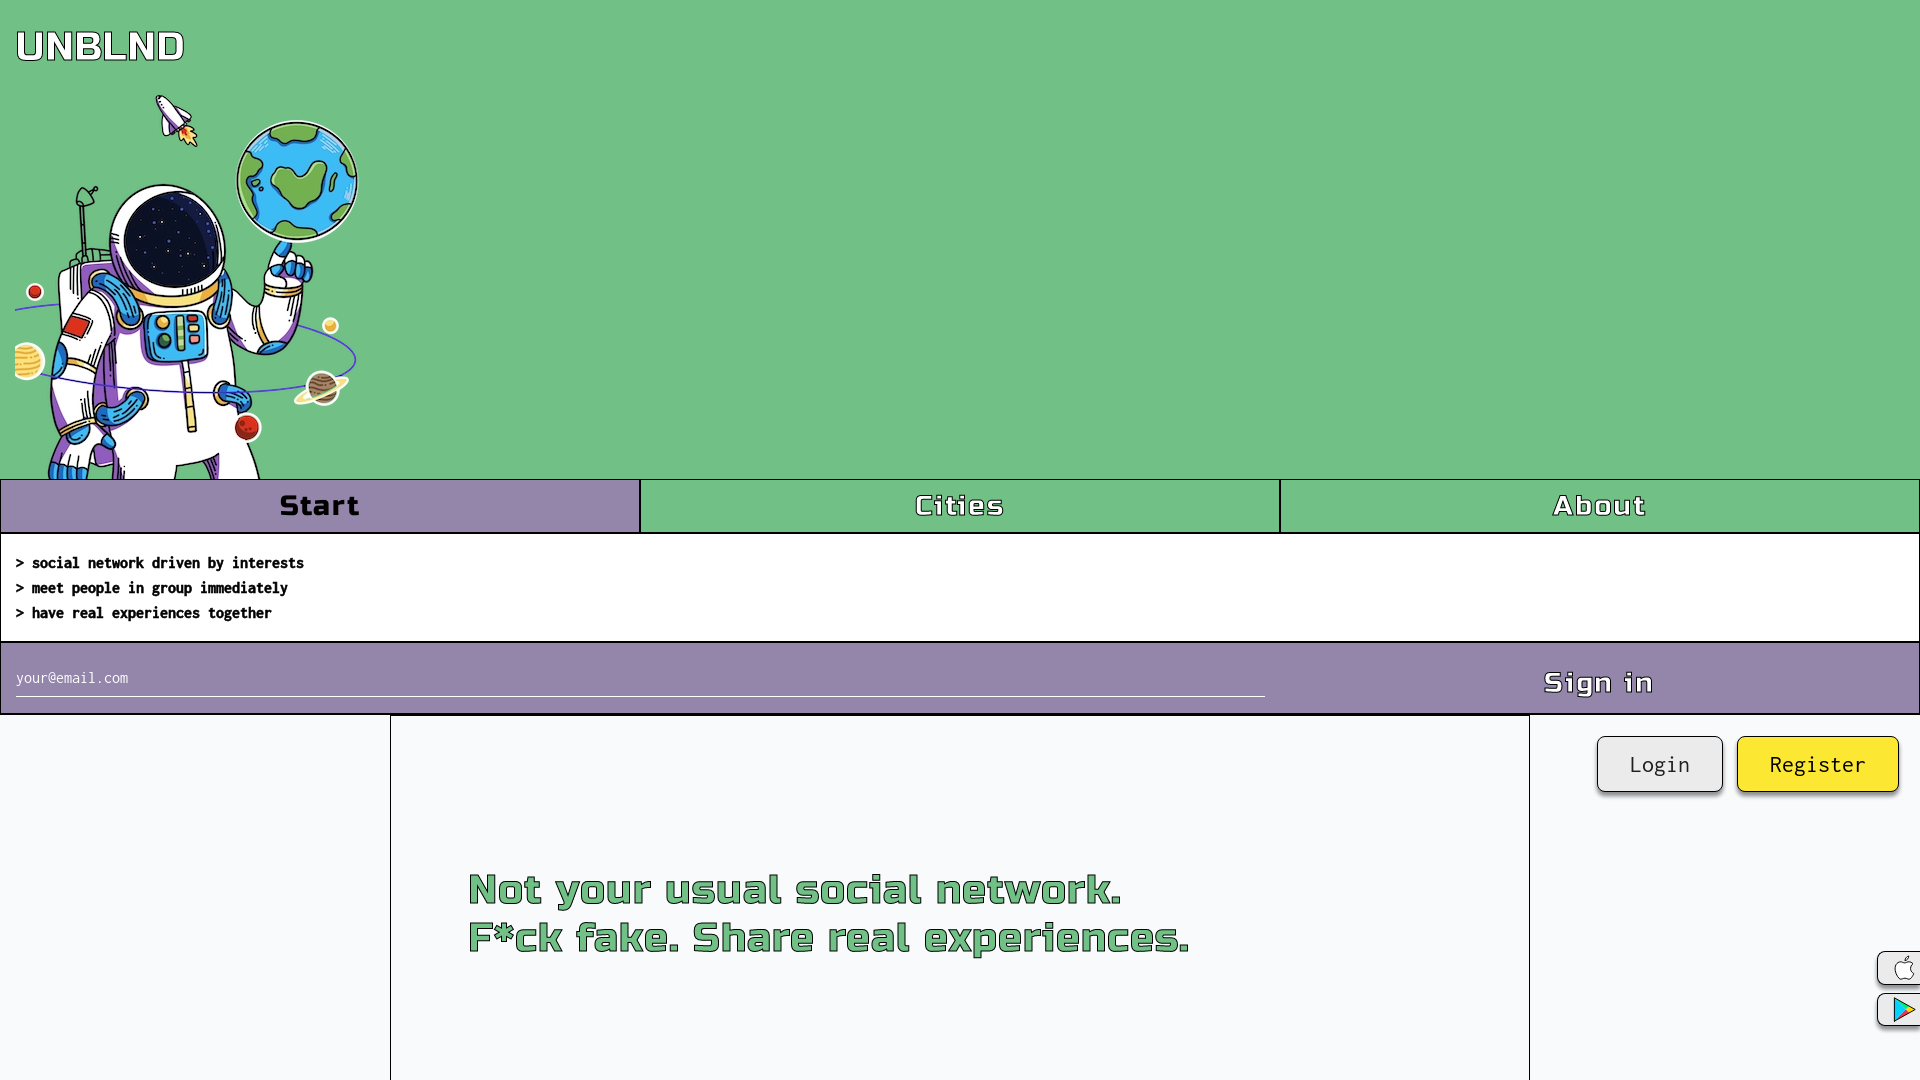 UNBLND
Start
Cities
About
> social network driven by interests
> meet people in group immediately
> have real experiences together
your@email.com
Sign in
Login
Register
Not your usual social network.
F*ck fake. Share real experiences.